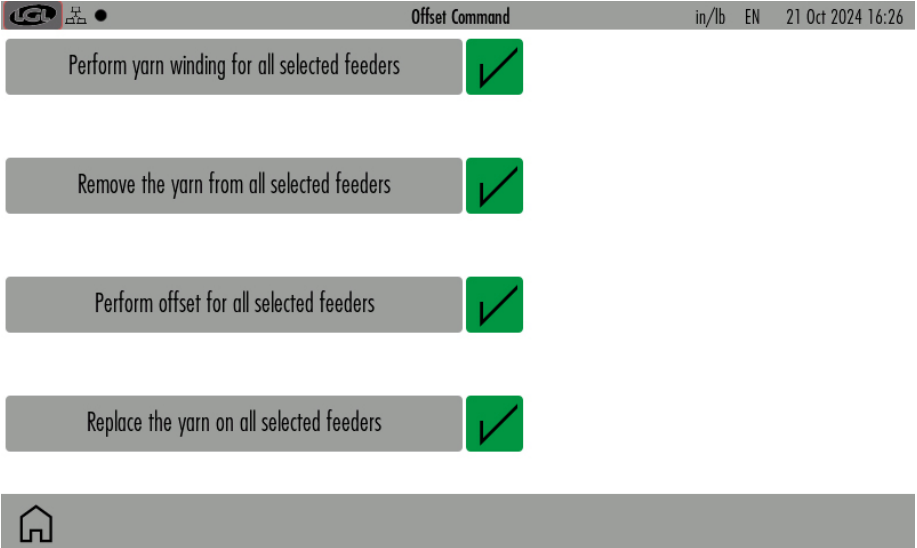 LGL
Offset Command
in/lb EN 21 Oct 2024 16:26
Perform yarn winding for all selected feeders
Remove the yarn from all selected feeders
Perform offset for all selected feeders
Replace the yarn on all selected feeders